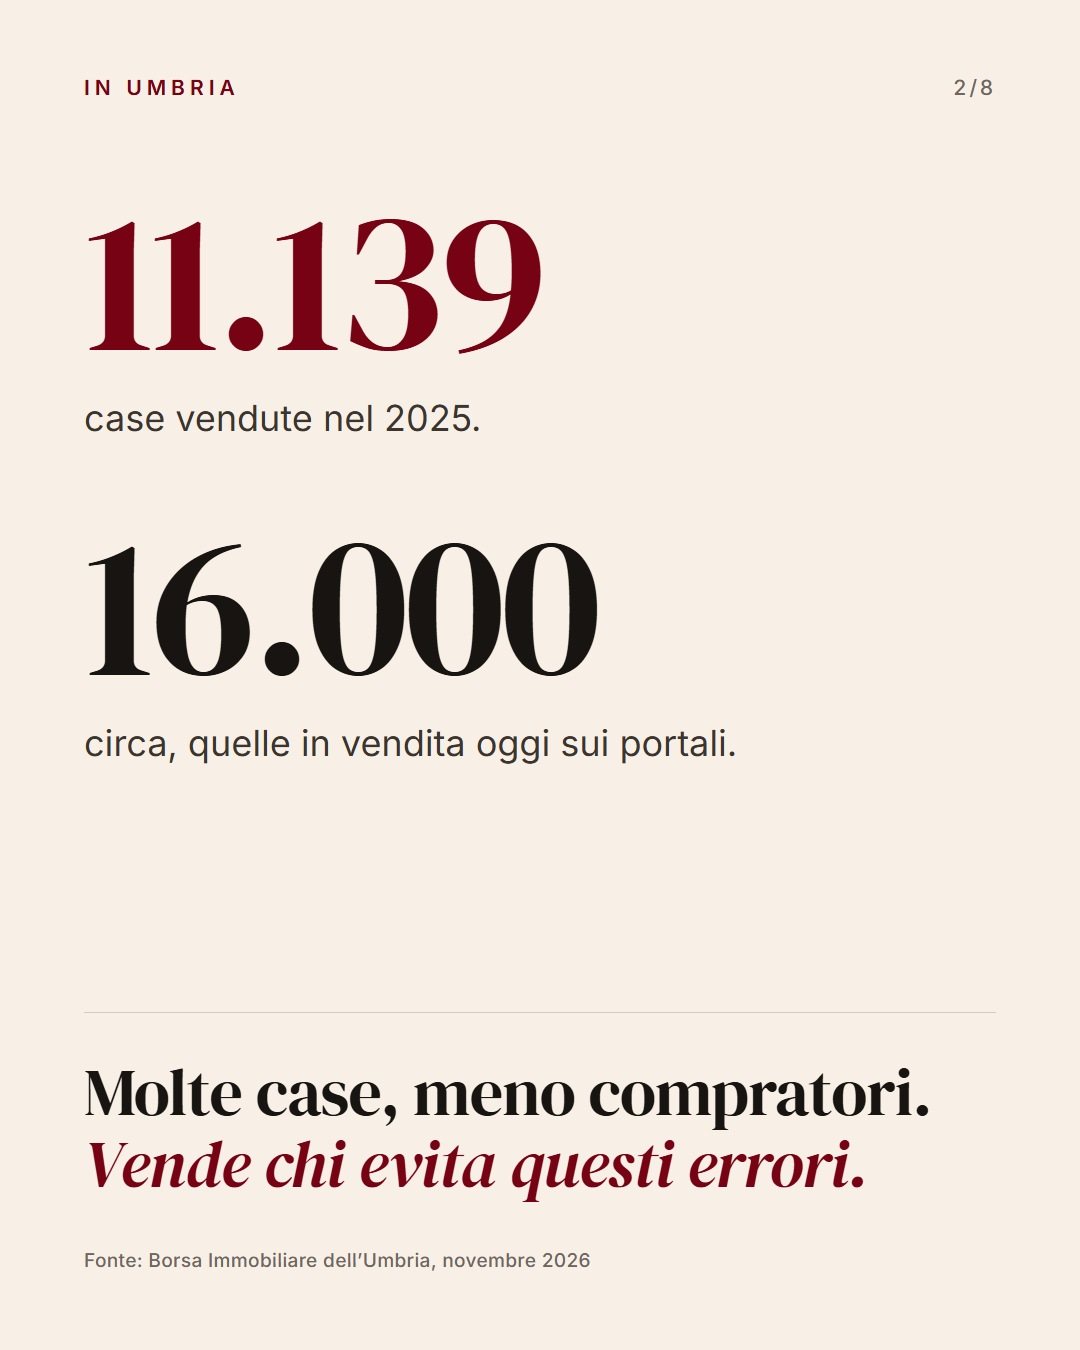 IN UMBRIA
2/8
11.139
case vendute nel 2025.
16.000
circa, quelle in vendita oggi sui portali.
Molte case, meno compratori.
Vende chi evita questi errori.
Fonte: Borsa Immobiliare dell’Umbria, novembre 2026